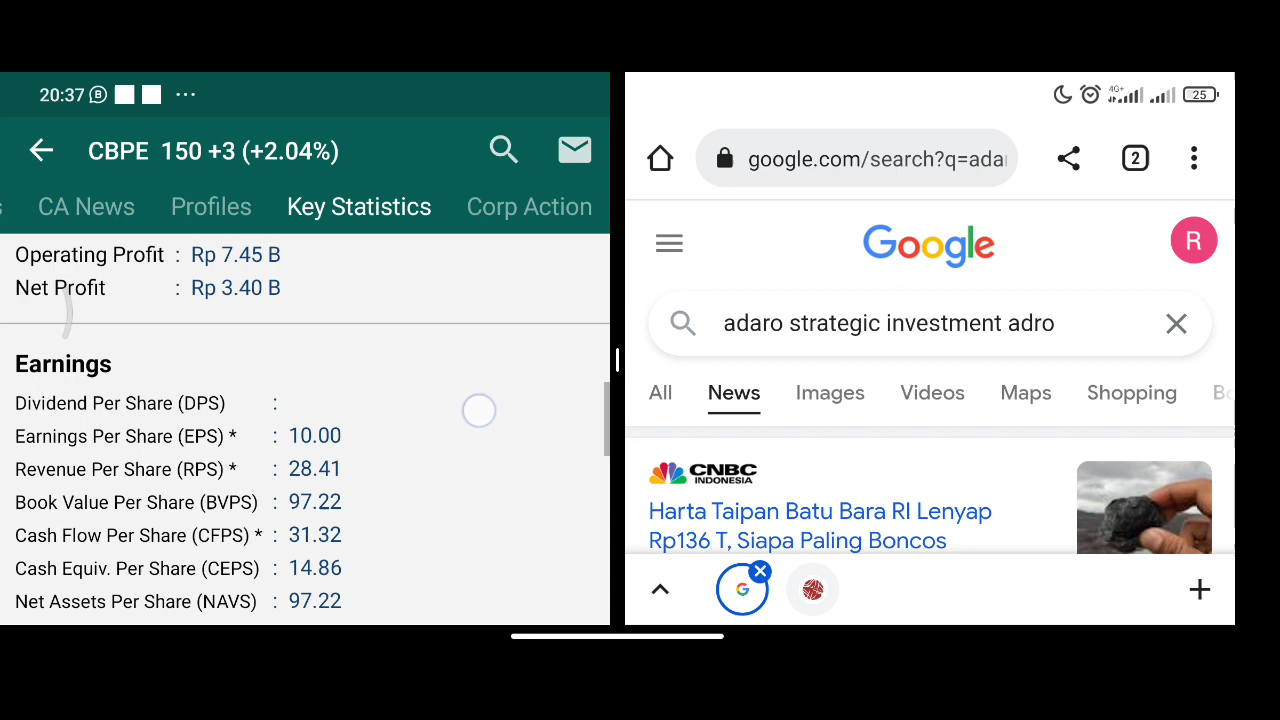 20:37
CBPE 150 +3 (+2.04%)
CA News Profiles Key Statistics Corp Action
Operating Profit : Rp 7.45 B
Net Profit : Rp 3.40 B
Earnings
Dividend Per Share (DPS) :
Earnings Per Share (EPS) * : 10.00
Revenue Per Share (RPS) * : 28.41
Book Value Per Share (BVPS) : 97.22
Cash Flow Per Share (CFPS) * : 31.32
Cash Equiv. Per Share (CEPS) : 14.86
Net Assets Per Share (NAVS) : 97.22
4G+ 25
google.com/search?q=ada
2
Google
R
adaro strategic investment adro
All News Images Videos Maps Shopping
CNBC
INDONESIA
Harta Taipan Batu Bara RI Lenyap
Rp136 T, Siapa Paling Boncos